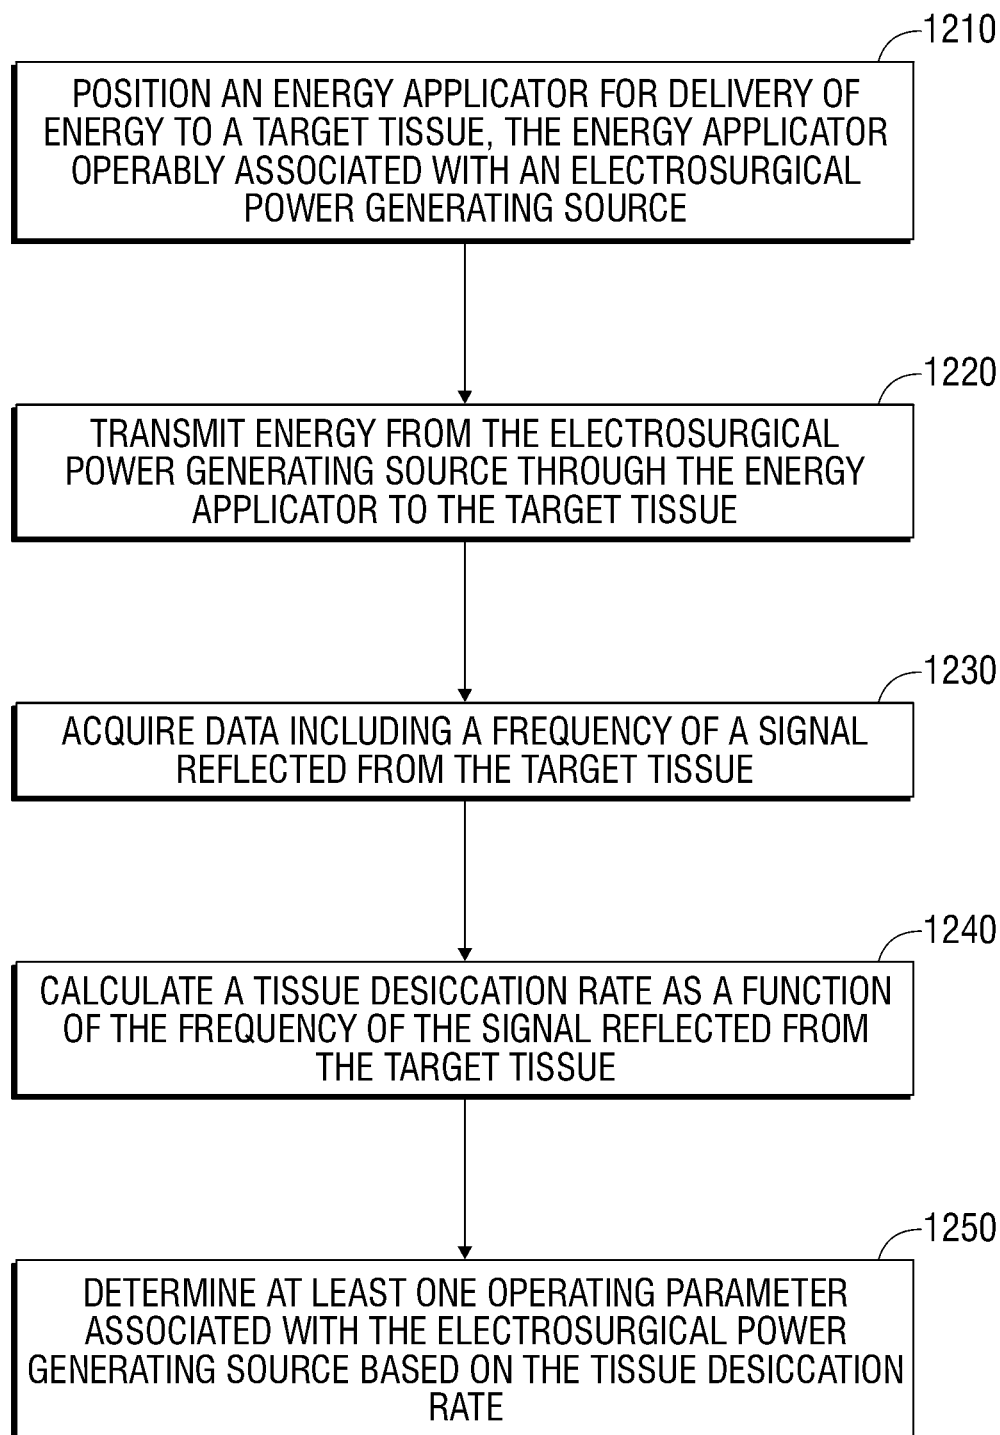 1210
POSITION AN ENERGY APPLICATOR FOR DELIVERY OF
ENERGY TO A TARGET TISSUE, THE ENERGY APPLICATOR
OPERABLY ASSOCIATED WITH AN ELECTROSURGICAL
POWER GENERATING SOURCE
1220
TRANSMIT ENERGY FROM THE ELECTROSURGICAL
POWER GENERATING SOURCE THROUGH THE ENERGY
APPLICATOR TO THE TARGET TISSUE
1230
ACQUIRE DATA INCLUDING A FREQUENCY OF A SIGNAL
REFLECTED FROM THE TARGET TISSUE
1240
CALCULATE A TISSUE DESICCATION RATE AS A FUNCTION
OF THE FREQUENCY OF THE SIGNAL REFLECTED FROM
THE TARGET TISSUE
1250
DETERMINE AT LEAST ONE OPERATING PARAMETER
ASSOCIATED WITH THE ELECTROSURGICAL POWER
GENERATING SOURCE BASED ON THE TISSUE DESICCATION
RATE